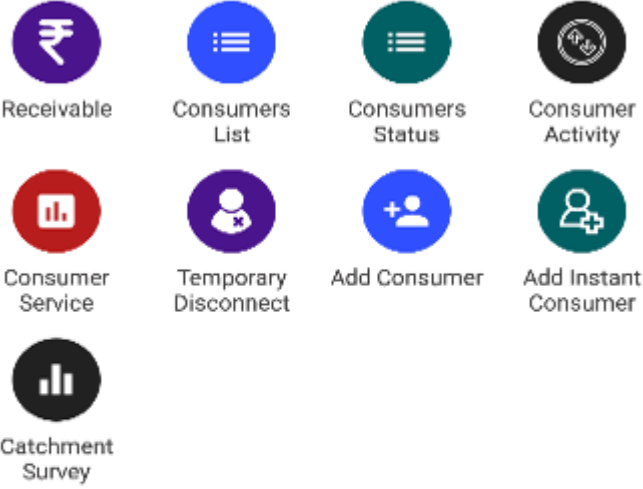 Receivable
Consumers
List
Consumers
Status
Consumer
Activity
Consumer
Service
Temporary
Disconnect
Add Consumer
Add Instant
Consumer
Catchment
Survey